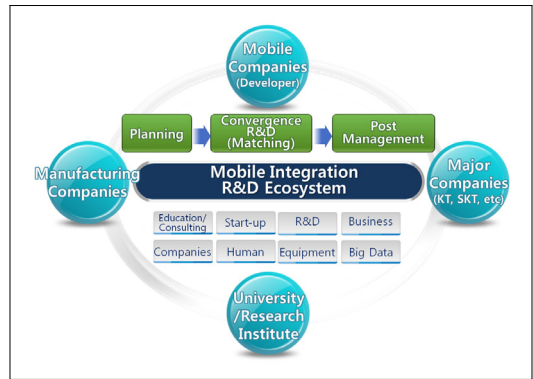 Mobile
Companies
(Developer)
Planning
Convergence
R&D
(Matching)
Post
Management
Manufacturing
Companies
Mobile Integration
R&D Ecosystem
Major
Companies
(KT, SKT, etc)
Education/
Consulting
Start-up
R&D
Business
Companies
Human
Equipment
Big Data
University
/Research
Institute